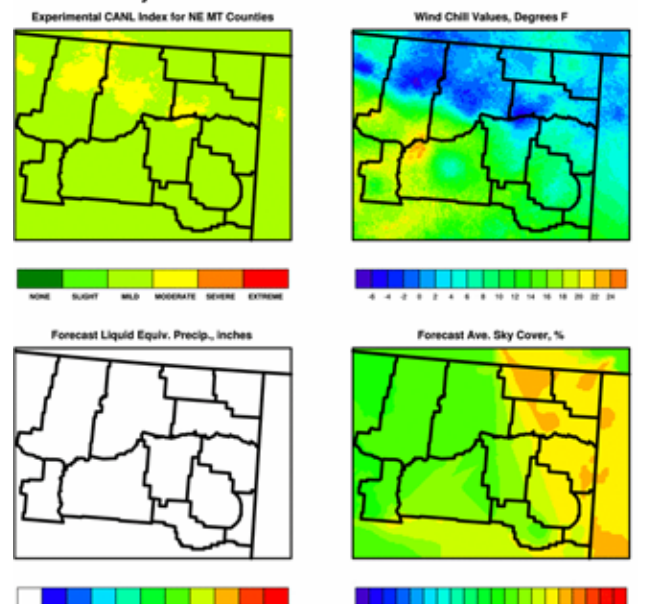 Experimental CANL Index for NE MT Counties
Wind Chill Values, Degrees F
NONE SLIGHT MILD MODERATE SEVERE EXTREME
-6 -4 -2 0 2 4 6 8 10 12 14 16 18 20 22 24
Forecast Liquid Equiv. Precip., inches
Forecast Ave. Sky Cover, %